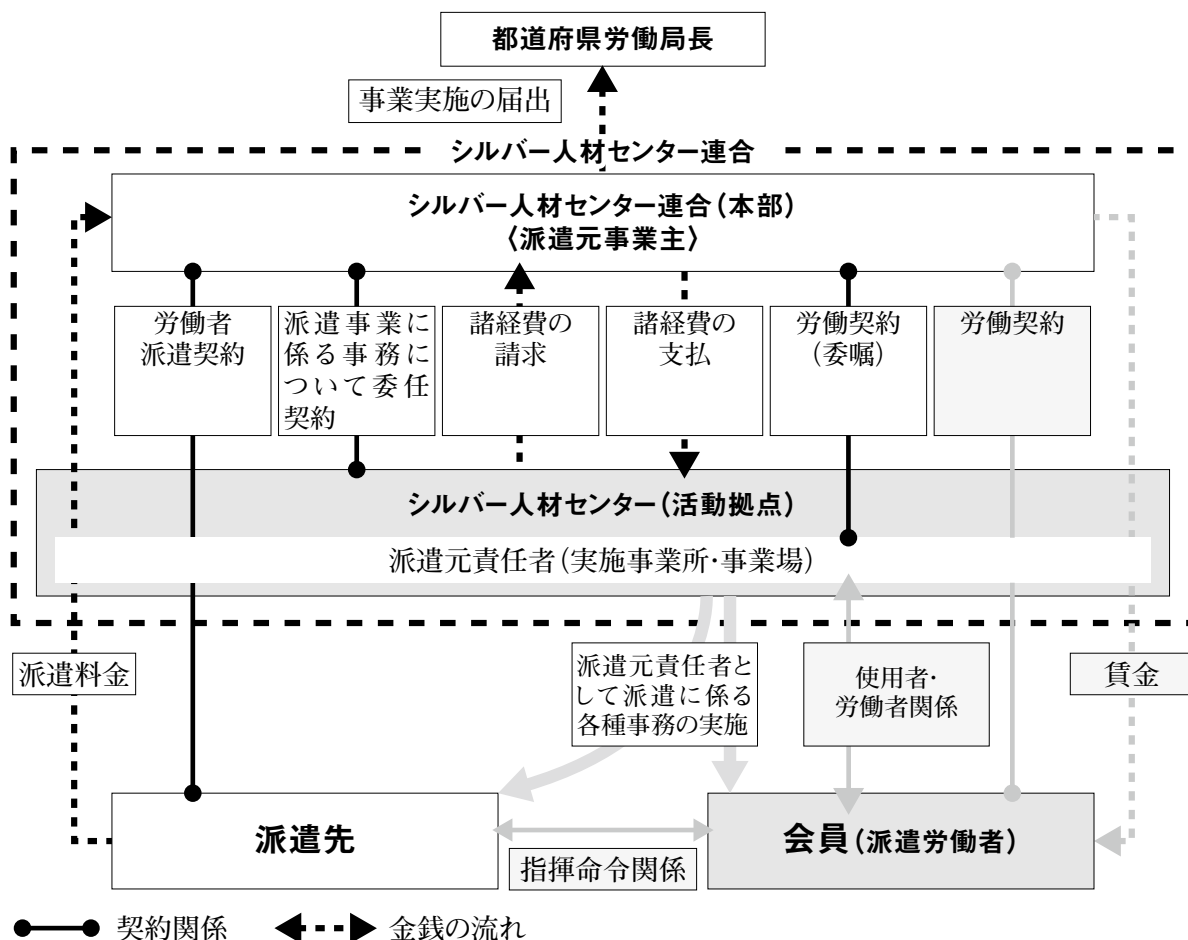 都道府県労働局長
事業実施の届出
シルバー人材センター連合
シルバー人材センター連合(本部)
〈派遣元事業主〉
労働者
派遣契約
派遣事業に
係る事務に
ついて委任
契約
諸経費の
請求
諸経費の
支払
労働契約
(委嘱)
労働契約
シルバー人材センター(活動拠点)
派遣元責任者(実施事業所・事業場)
派遣料金
派遣元責任者と
して派遣に係る
各種事務の実施
使用者・
労働者関係
賃金
派遣先
会員(派遣労働者)
指揮命令関係
契約関係
金銭の流れ